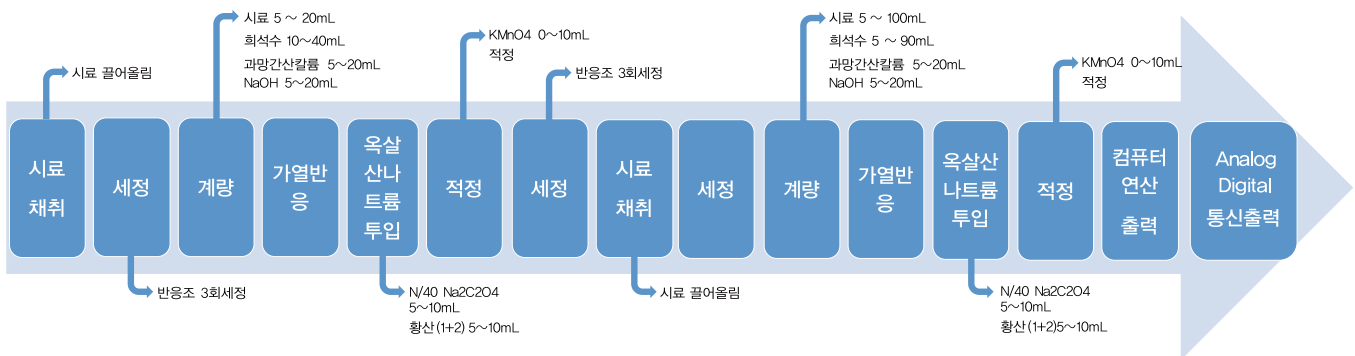 시료 5 ~ 20mL
희석수 10~40mL
과망간산칼륨 5~20mL
NaOH 5~20mL
시료 끌어올림
KMnO4 0~10mL
적정
반응조 3회세정
시료 5 ~ 100mL
희석수 5 ~ 90mL
과망간산칼륨 5~20mL
NaOH 5~20mL
KMnO4 0~10mL
적정
시료
채취
세정
계량
가열반
응
옥살
산나
트륨
투입
적정
세정
시료
채취
세정
계량
가열반
응
옥살산
나트륨
투입
적정
컴퓨터
연산
출력
Analog
Digital
통신출력
반응조 3회세정
N/40 Na2C2O4
5~10mL
황산(1+2) 5~10mL
시료 끌어올림
N/40 Na2C2O4
5~10mL
황산(1+2)5~10mL